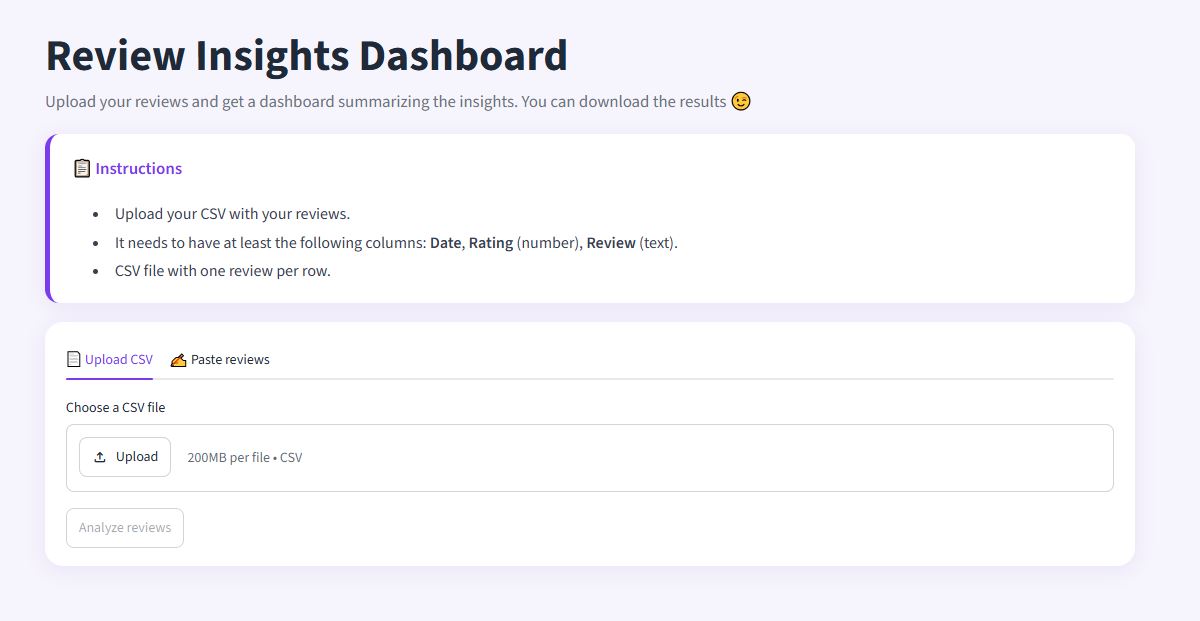 Review Insights Dashboard
Upload your reviews and get a dashboard summarizing the insights. You can download the results 😉
📋 Instructions
• Upload your CSV with your reviews.
• It needs to have at least the following columns: Date, Rating (number), Review (text).
• CSV file with one review per row.
📄 Upload CSV ✍️ Paste reviews
Choose a CSV file
Upload 200MB per file • CSV
Analyze reviews